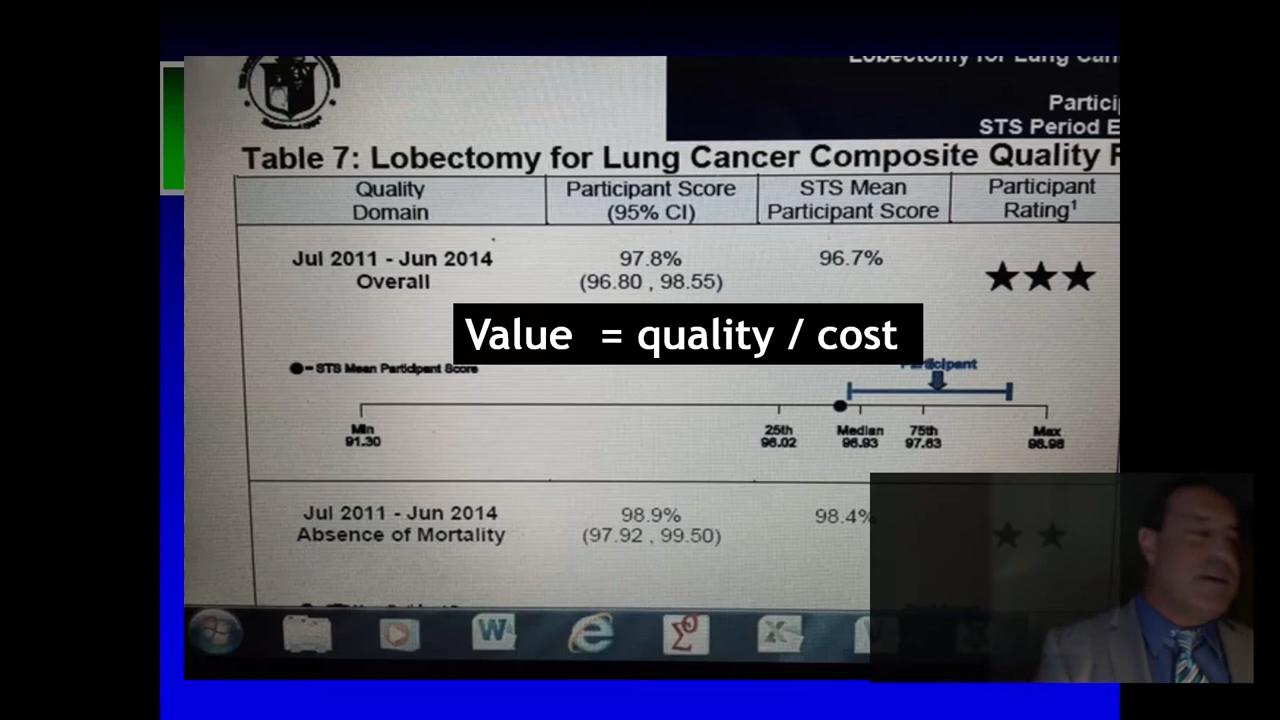 Lobectomy for Lung Can
Partici
STS Period E
Table 7: Lobectomy for Lung Cancer Composite Quality
Quality Domain
Participant Score (95% CI)
STS Mean Participant Score
Participant Rating¹
Jul 2011 - Jun 2014 Overall
97.8% (96.80 , 98.55)
96.7%
★★★
Value = quality / cost
●= STS Mean Participant Score
Participant
Min 91.30
25th 96.02
Median 96.93
75th 97.63
Max 98.98
Jul 2011 - Jun 2014 Absence of Mortality
98.9% (97.92 , 99.50)
98.4%
★★